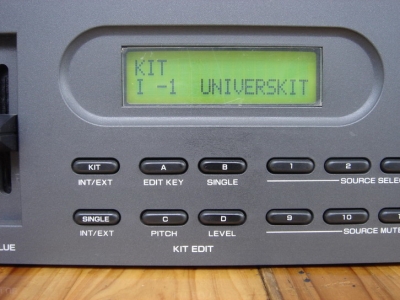 KIT
I -1 UNIVERSKIT
KIT A B 1 2
INT/EXT EDIT KEY SINGLE SOURCE SELEC
SINGLE C D 9 10
INT/EXT PITCH LEVEL SOURCE MUTE
LUE KIT EDIT